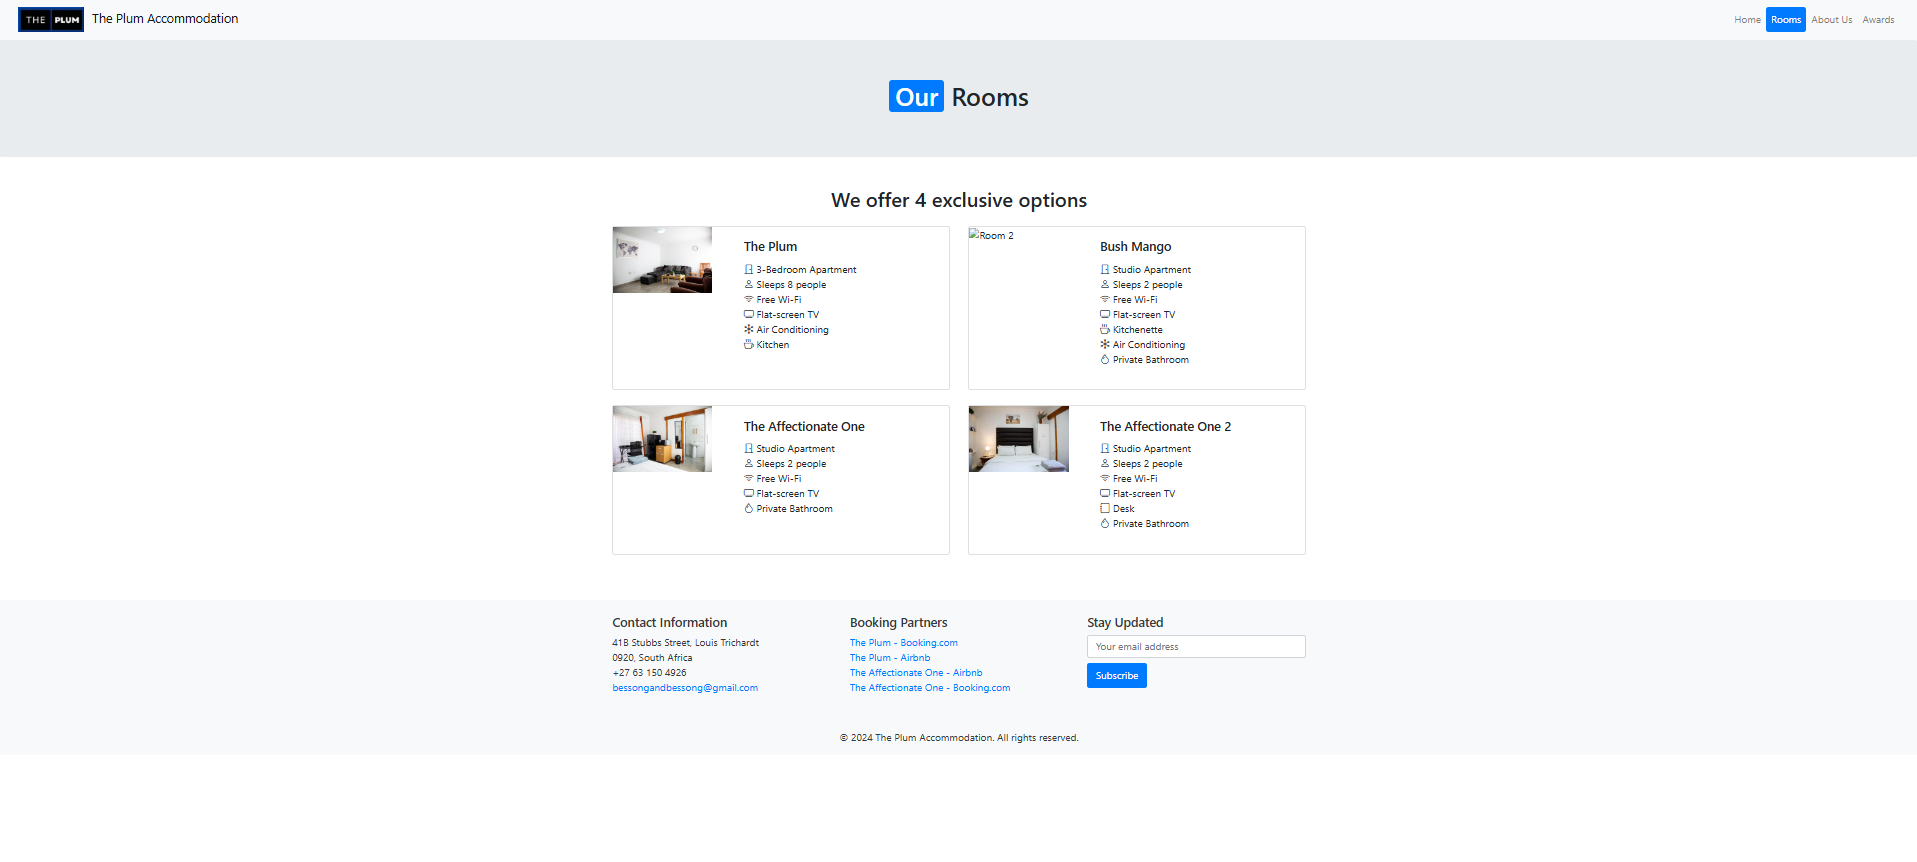 THE PLUM The Plum Accommodation
Home Rooms About Us Awards
Our Rooms
We offer 4 exclusive options
The Plum
3-Bedroom Apartment
Sleeps 8 people
Free Wi-Fi
Flat-screen TV
Air Conditioning
Kitchen
Room 2
Bush Mango
Studio Apartment
Sleeps 2 people
Free Wi-Fi
Flat-screen TV
Kitchenette
Air Conditioning
Private Bathroom
The Affectionate One
Studio Apartment
Sleeps 2 people
Free Wi-Fi
Flat-screen TV
Private Bathroom
The Affectionate One 2
Studio Apartment
Sleeps 2 people
Free Wi-Fi
Flat-screen TV
Desk
Private Bathroom
Contact Information
41B Stubbs Street, Louis Trichardt
0920, South Africa
+27 63 150 4926
bessongandbessong@gmail.com
Booking Partners
The Plum - Booking.com
The Plum - Airbnb
The Affectionate One - Airbnb
The Affectionate One - Booking.com
Stay Updated
Your email address
Subscribe
© 2024 The Plum Accommodation. All rights reserved.